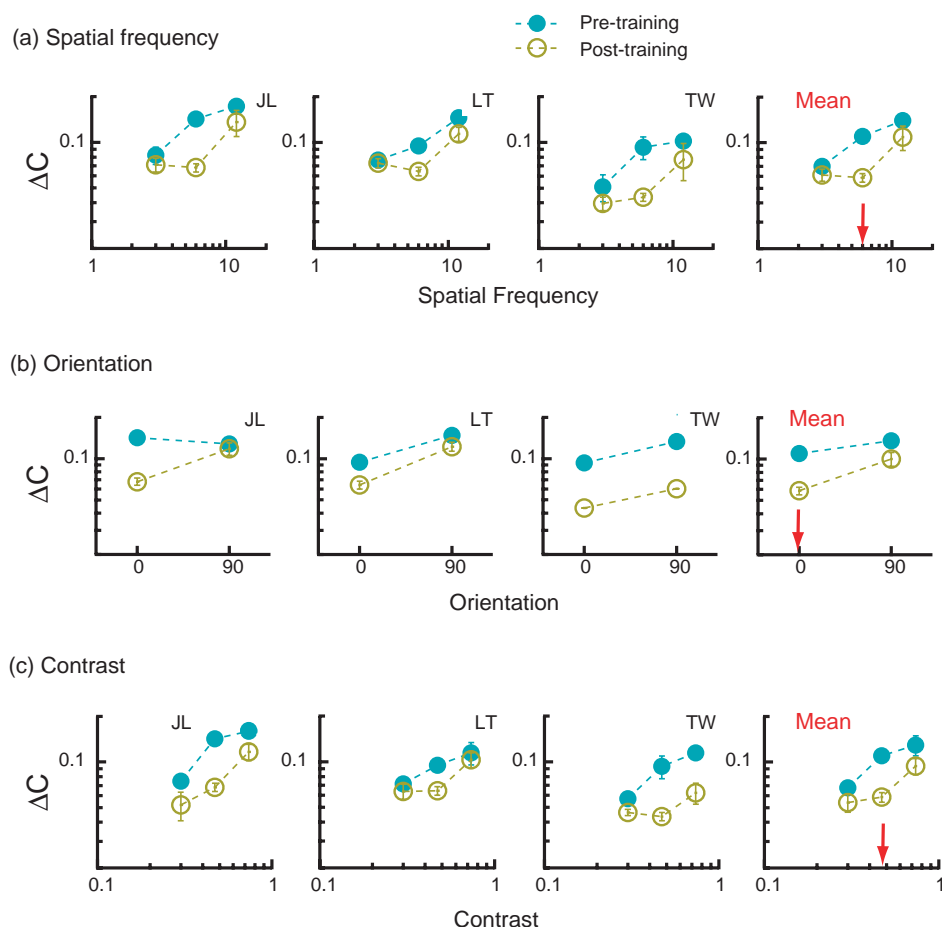 (a) Spatial frequency
Pre-training
Post-training
JL
LT
TW
Mean
ΔC
0.1
0.1
0.1
0.1
1
10
1
10
1
10
1
10
Spatial Frequency
(b) Orientation
JL
LT
TW
Mean
ΔC
0.1
0.1
0.1
0.1
0
90
0
90
0
90
0
90
Orientation
(c) Contrast
JL
LT
TW
Mean
ΔC
0.1
0.1
0.1
0.1
0.1
1
0.1
1
0.1
1
0.1
1
Contrast